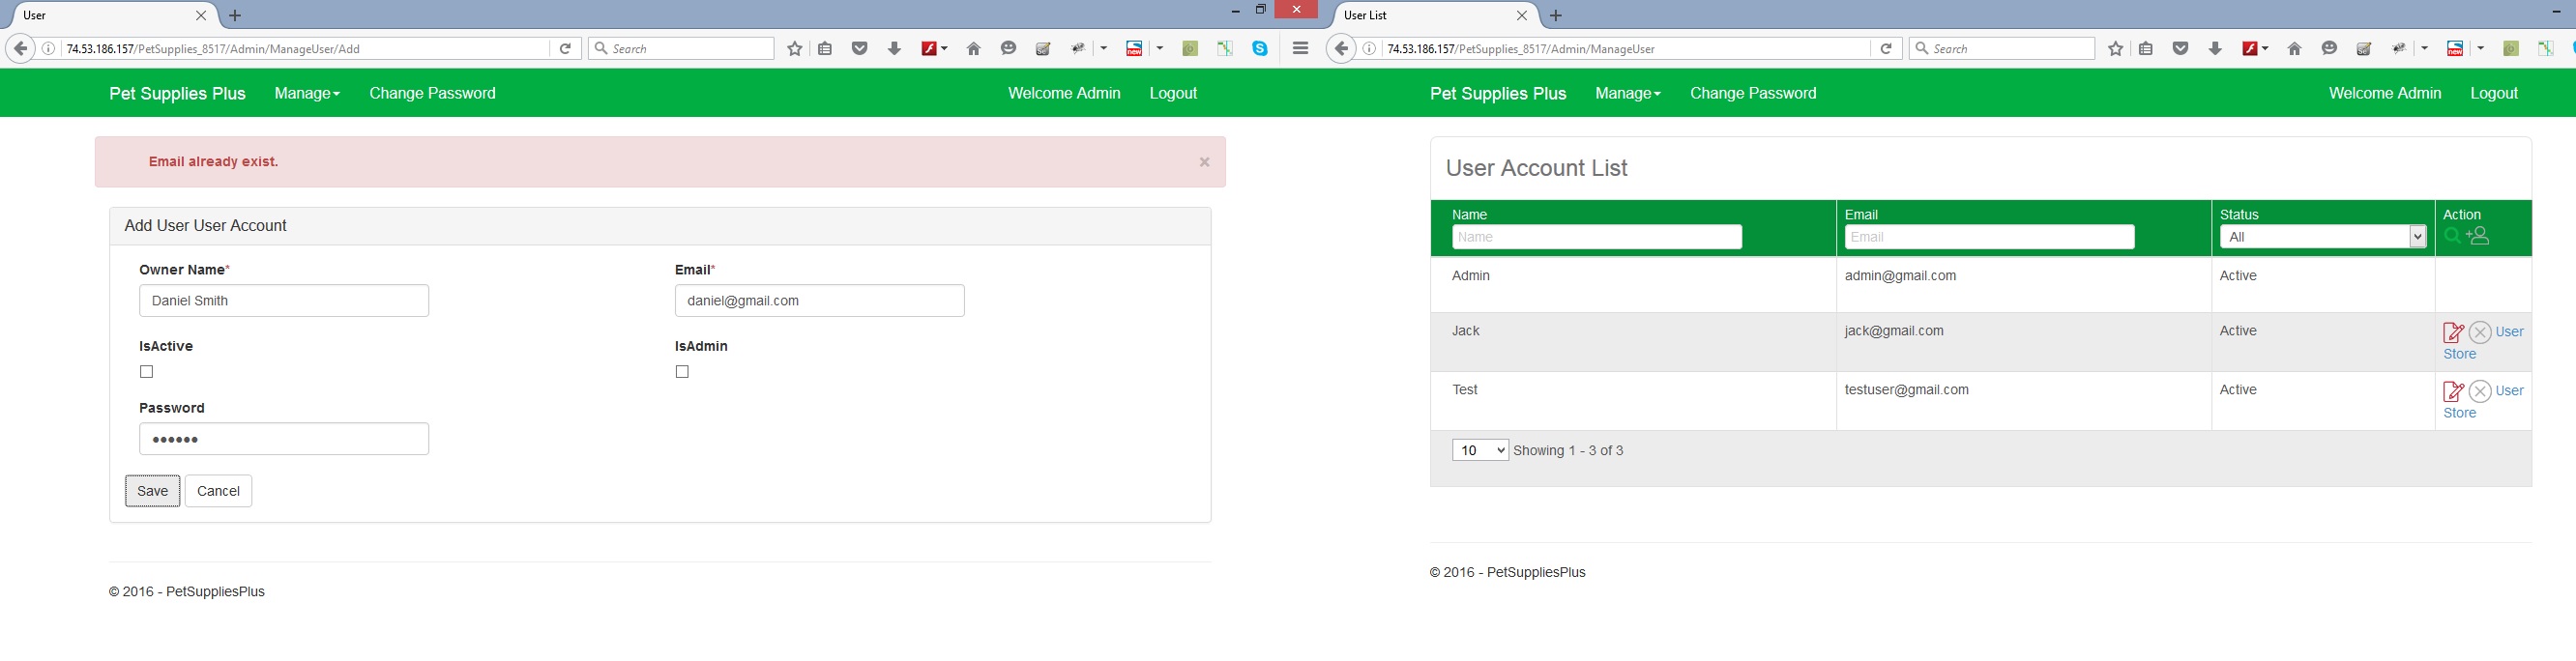 User
74.53.186.157/PetSupplies_8517/Admin/ManageUser/Add
Search
new
Pet Supplies Plus Manage Change Password Welcome Admin Logout
Email already exist. ×
Add User User Account
Owner Name* Email*
Daniel Smith daniel@gmail.com
IsActive IsAdmin
Password
●●●●●●
Save Cancel
© 2016 - PetSuppliesPlus
User List
74.53.186.157/PetSupplies_8517/Admin/ManageUser
Search
new
Pet Supplies Plus Manage Change Password Welcome Admin Logout
User Account List
Name Email Status Action
Name Email All
Admin admin@gmail.com Active
Jack jack@gmail.com Active User
Store
Test testuser@gmail.com Active User
Store
10 Showing 1 - 3 of 3
© 2016 - PetSuppliesPlus